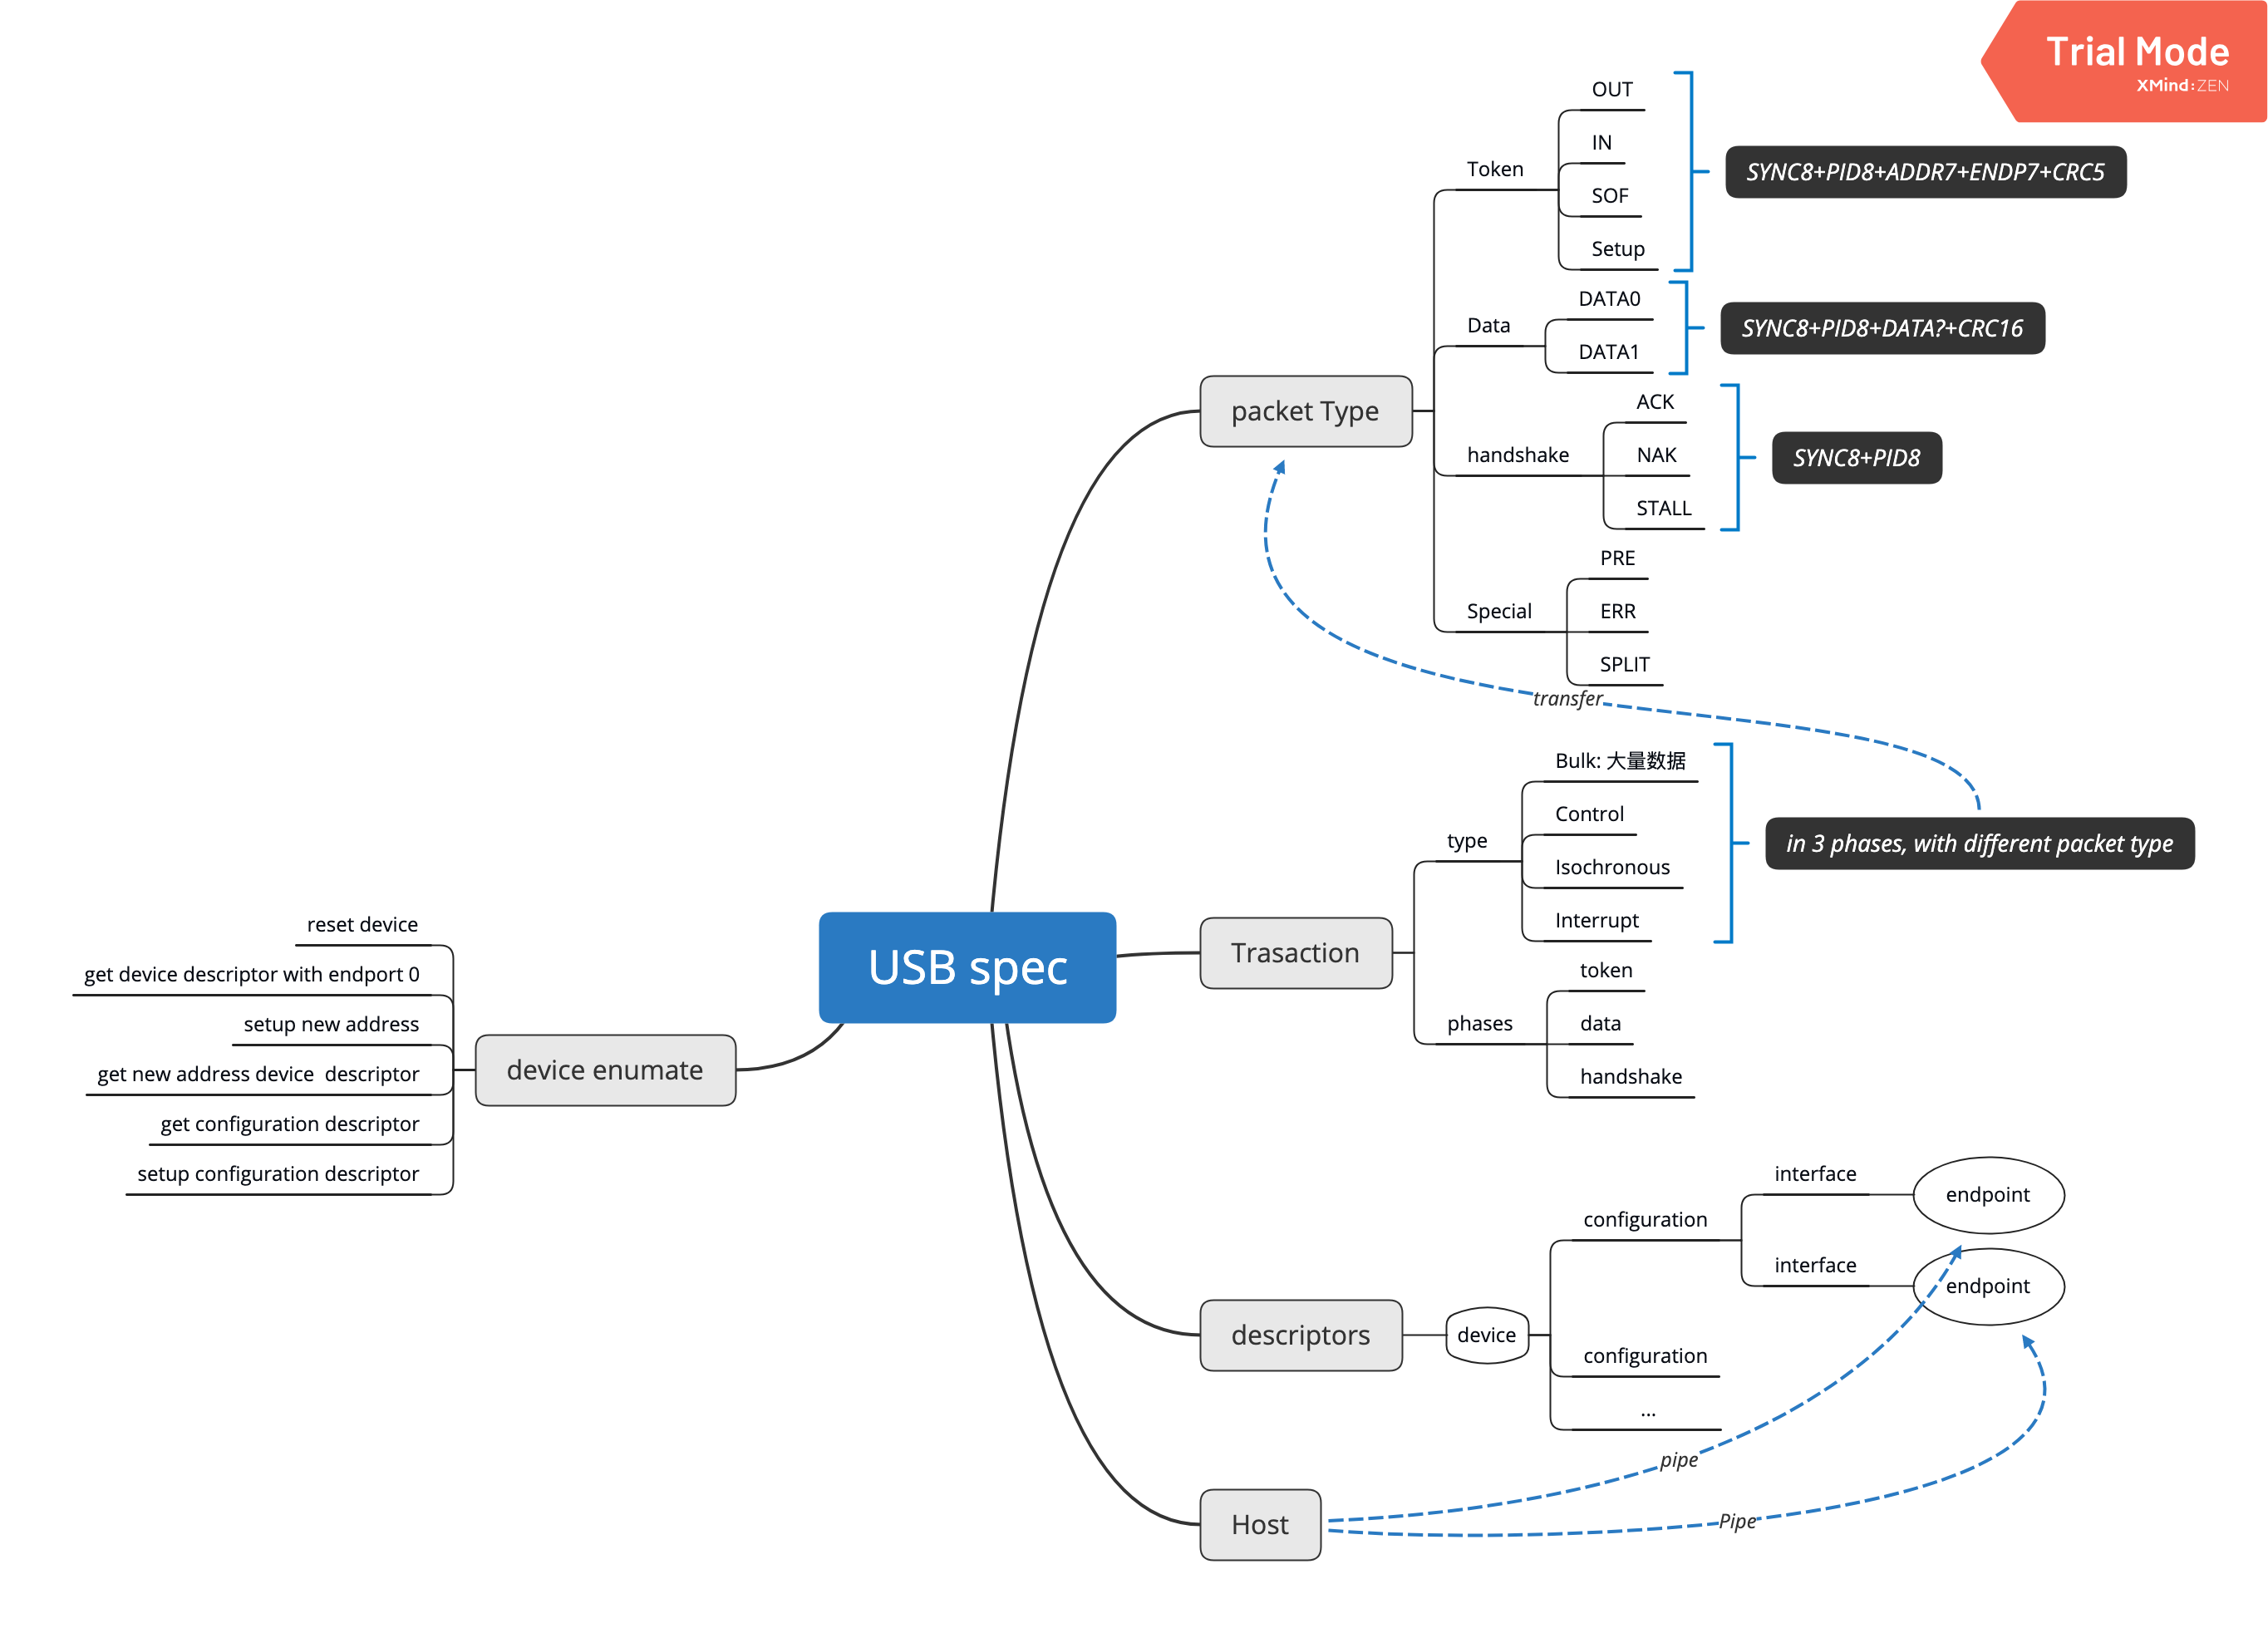 Trial Mode
XMind:ZEN
USB spec
packet Type
Token
OUT
IN
SOF
Setup
SYNC8+PID8+ADDR7+ENDP7+CRC5
Data
DATA0
DATA1
SYNC8+PID8+DATA?+CRC16
handshake
ACK
NAK
STALL
SYNC8+PID8
Special
PRE
ERR
SPLIT
transfer
Trasaction
type
Bulk: 大量数据
Control
Isochronous
Interrupt
in 3 phases, with different packet type
phases
token
data
handshake
descriptors
device
configuration
interface
endpoint
interface
endpoint
configuration
...
Host
pipe
Pipe
device enumate
reset device
get device descriptor with endport 0
setup new address
get new address device  descriptor
get configuration descriptor
setup configuration descriptor